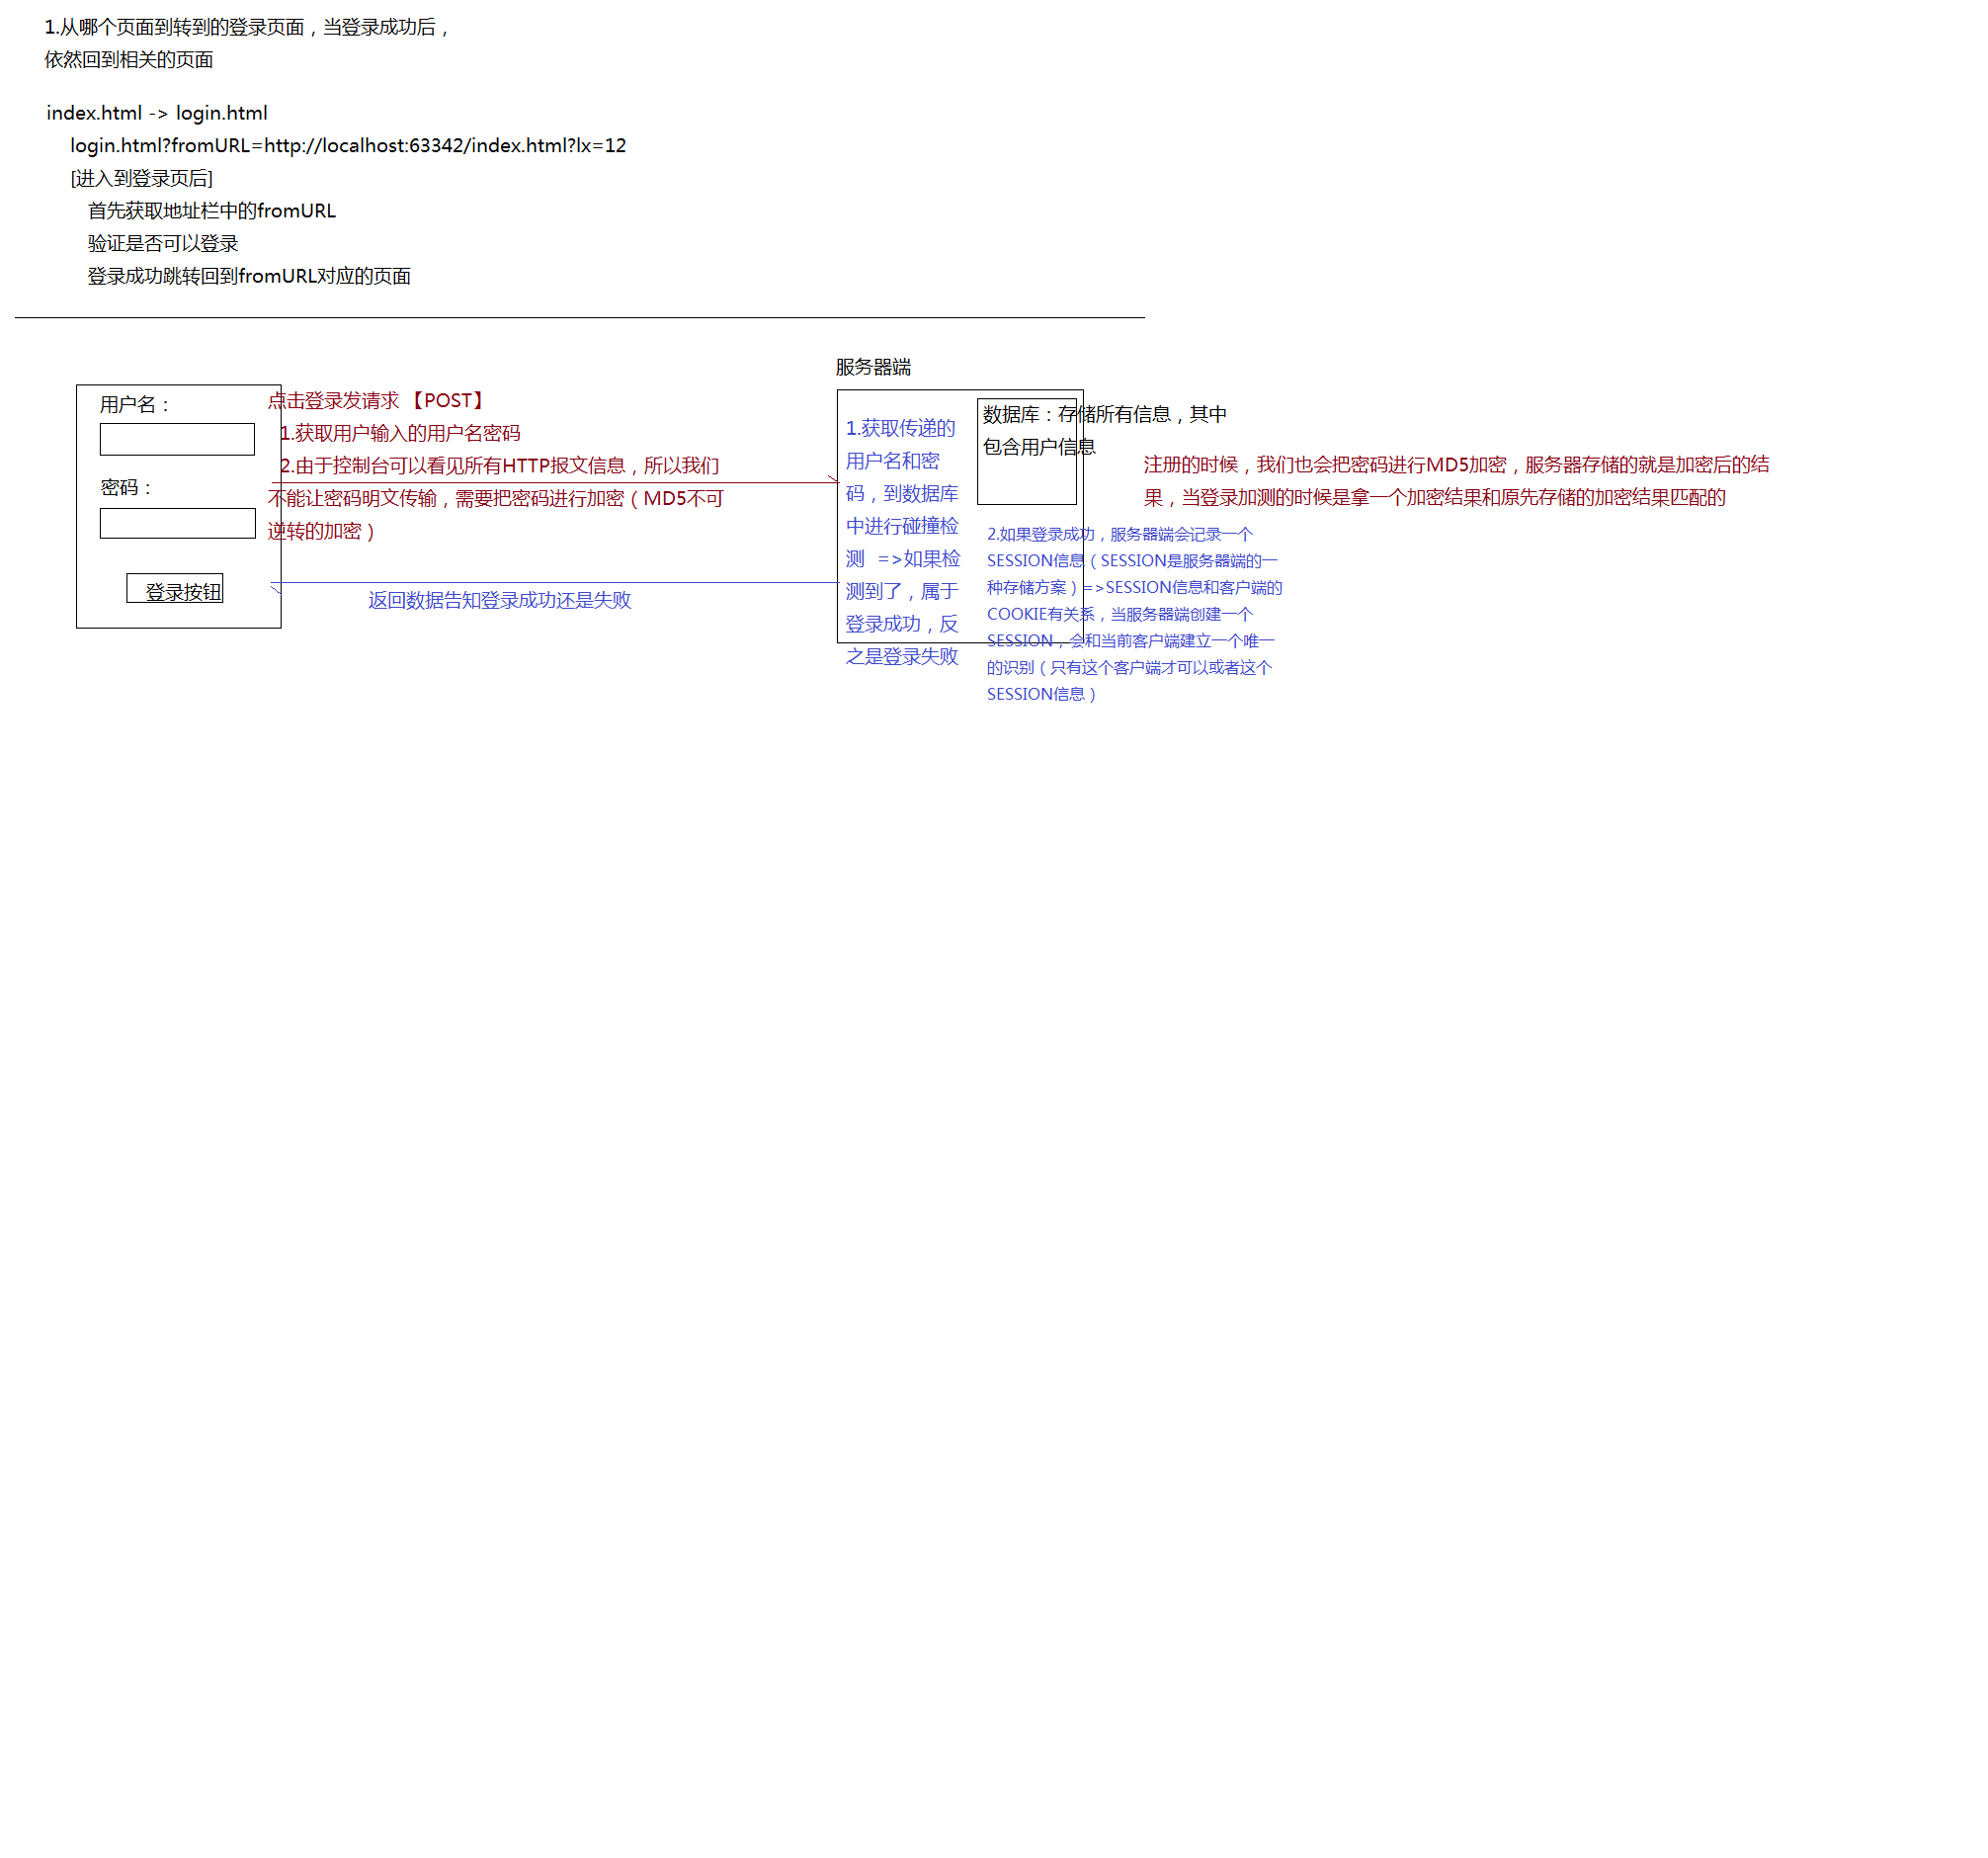 1.从哪个页面到转到的登录页面，当登录成功后，
依然回到相关的页面
index.html -> login.html
login.html?fromURL=http://localhost:63342/index.html?lx=12
[进入到登录页后]
首先获取地址栏中的fromURL
验证是否可以登录
登录成功跳转回到fromURL对应的页面
用户名：
密码：
登录按钮
点击登录发请求 【POST】
1.获取用户输入的用户名密码
2.由于控制台可以看见所有HTTP报文信息，所以我们
不能让密码明文传输，需要把密码进行加密（MD5不可
逆转的加密）
返回数据告知登录成功还是失败
服务器端
1.获取传递的
用户名和密
码，到数据库
中进行碰撞检
测 =>如果检
测到了，属于
登录成功，反
之是登录失败
数据库：存储所有信息，其中
包含用户信息
2.如果登录成功，服务器端会记录一个
SESSION信息（SESSION是服务器端的一
种存储方案）=>SESSION信息和客户端的
COOKIE有关系，当服务器端创建一个
SESSION，会和当前客户端建立一个唯一
的识别（只有这个客户端才可以或者这个
SESSION信息）
注册的时候，我们也会把密码进行MD5加密，服务器存储的就是加密后的结
果，当登录加测的时候是拿一个加密结果和原先存储的加密结果匹配的